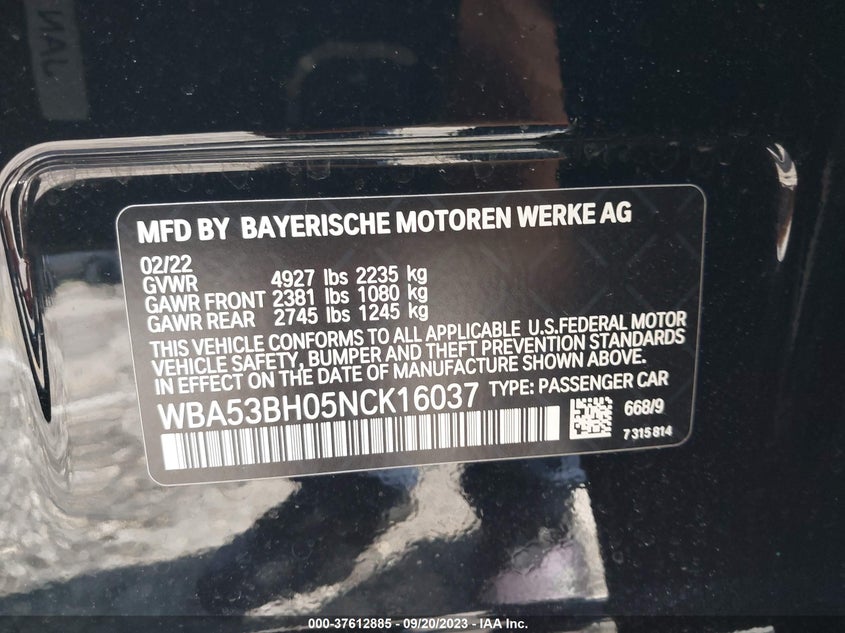 MFD BY BAYERISCHE MOTOREN WERKE AG
02/22
GVWR 4927 lbs 2235 kg
GAWR FRONT 2381 lbs 1080 kg
GAWR REAR 2745 lbs 1245 kg
THIS VEHICLE CONFORMS TO ALL APPLICABLE U.S.FEDERAL MOTOR
VEHICLE SAFETY, BUMPER AND THEFT PREVENTION STANDARDS
IN EFFECT ON THE DATE OF MANUFACTURE SHOWN ABOVE.
WBA53BH05NCK16037 TYPE: PASSENGER CAR
668/9
7315814
000-37612885 - 09/20/2023 - IAA Inc.